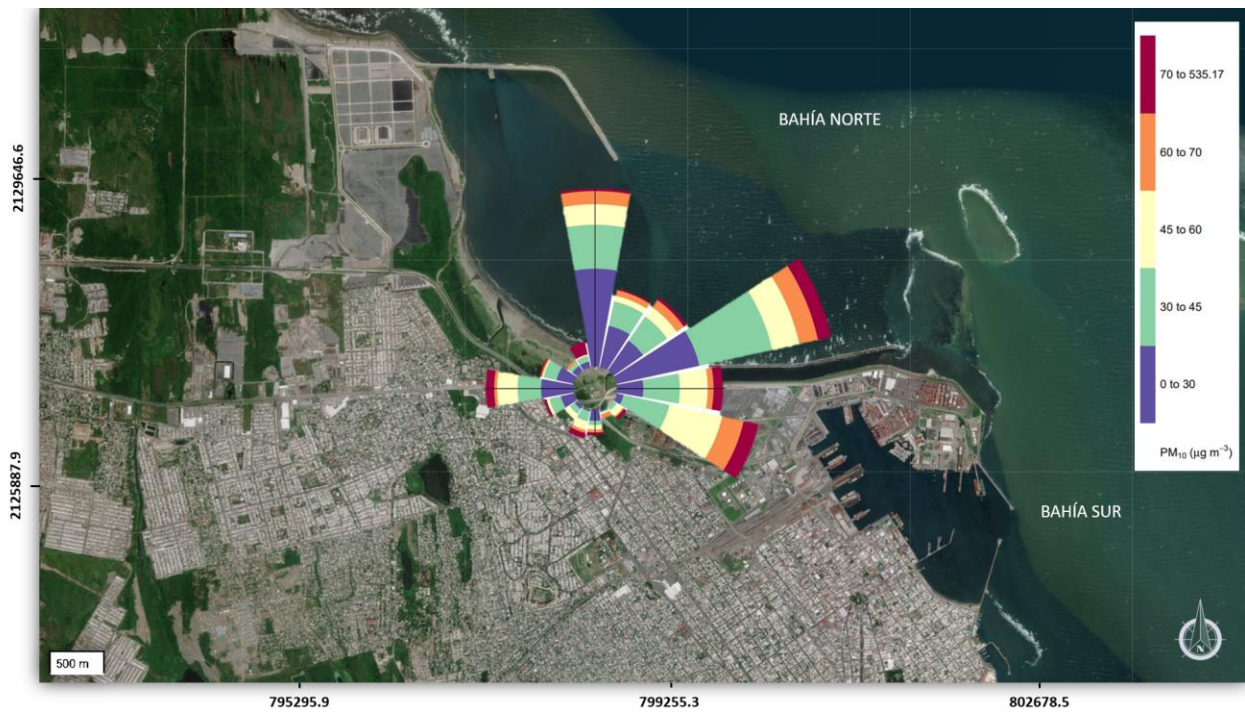 BAHÍA NORTE
BAHÍA SUR
70 to 535.17
60 to 70
45 to 60
30 to 45
0 to 30
PM₁₀ (µg m⁻³)
2129646.6
2125887.9
500 m
N
795295.9
799255.3
802678.5